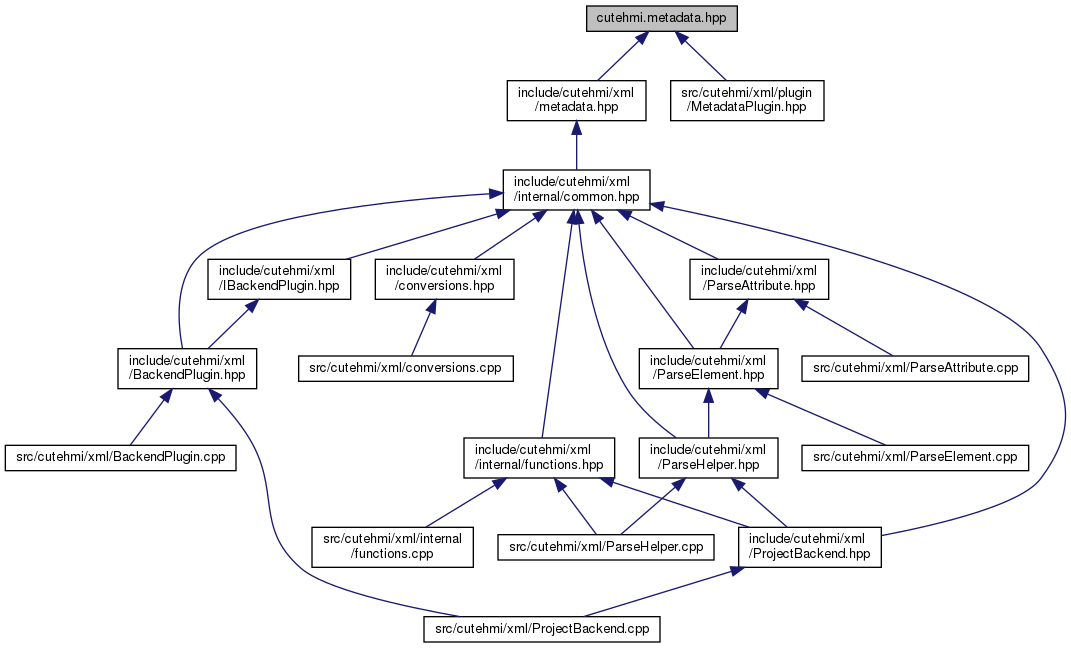 cutehmi.metadata.hpp
include/cutehmi/xml
/metadata.hpp
src/cutehmi/xml/plugin
/MetadataPlugin.hpp
include/cutehmi/xml
/internal/common.hpp
include/cutehmi/xml
/IBackendPlugin.hpp
include/cutehmi/xml
/conversions.hpp
include/cutehmi/xml
/ParseAttribute.hpp
include/cutehmi/xml
/BackendPlugin.hpp
src/cutehmi/xml/conversions.cpp
include/cutehmi/xml
/ParseElement.hpp
src/cutehmi/xml/ParseAttribute.cpp
src/cutehmi/xml/BackendPlugin.cpp
include/cutehmi/xml
/internal/functions.hpp
include/cutehmi/xml
/ParseHelper.hpp
src/cutehmi/xml/ParseElement.cpp
src/cutehmi/xml/internal
/functions.cpp
src/cutehmi/xml/ParseHelper.cpp
include/cutehmi/xml
/ProjectBackend.hpp
src/cutehmi/xml/ProjectBackend.cpp